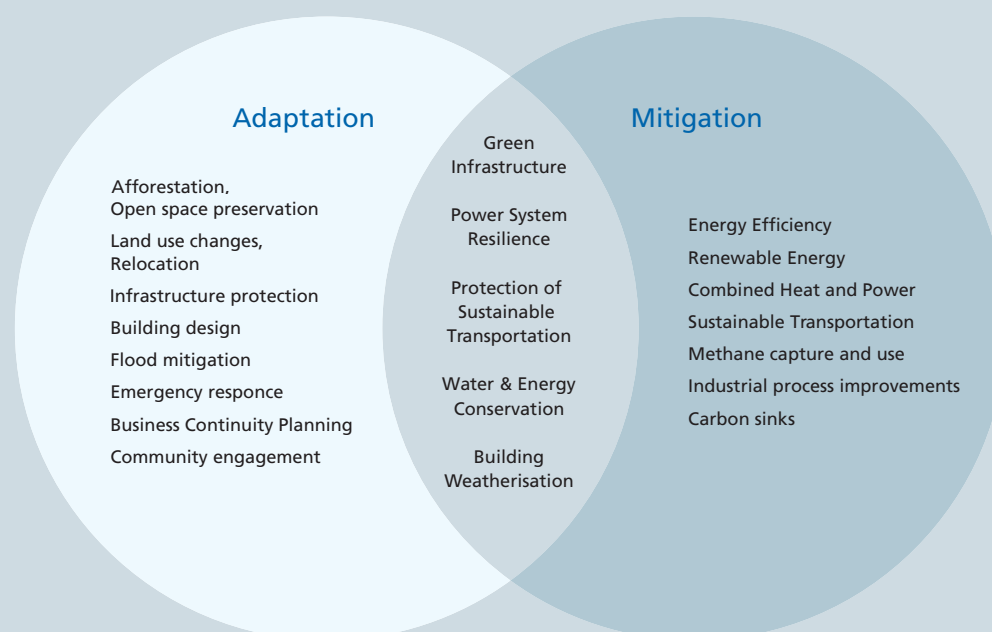 Adaptation
Afforestation,
Open space preservation
Land use changes,
Relocation
Infrastructure protection
Building design
Flood mitigation
Emergency responce
Business Continuity Planning
Community engagement
Green
Infrastructure
Power System
Resilience
Protection of
Sustainable
Transportation
Water & Energy
Conservation
Building
Weatherisation
Mitigation
Energy Efficiency
Renewable Energy
Combined Heat and Power
Sustainable Transportation
Methane capture and use
Industrial process improvements
Carbon sinks